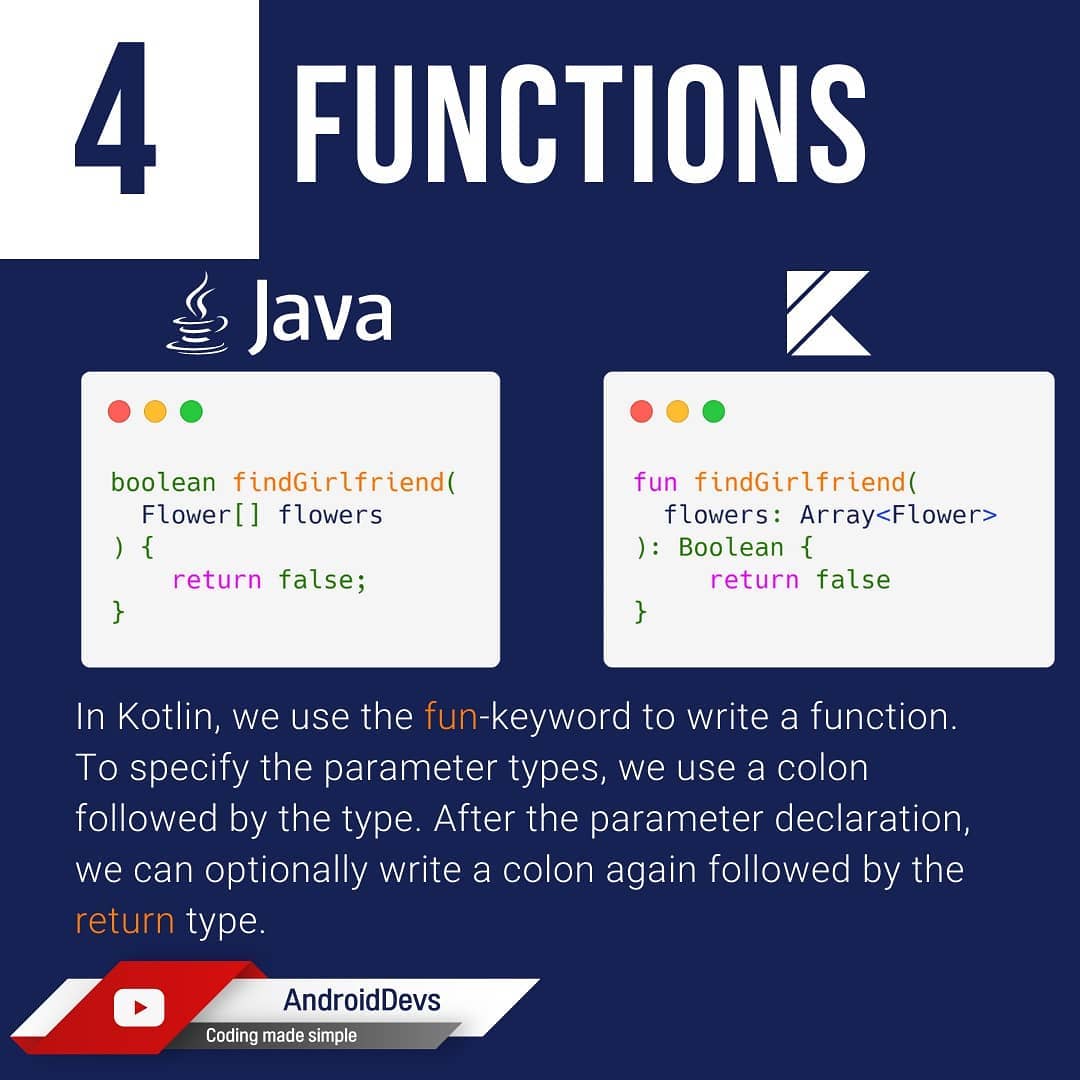 4 FUNCTIONS
Java
boolean findGirlfriend(
Flower[] flowers
) {
return false;
}
fun findGirlfriend(
flowers: Array<Flower>
): Boolean {
return false
}
In Kotlin, we use the fun-keyword to write a function.
To specify the parameter types, we use a colon
followed by the type. After the parameter declaration,
we can optionally write a colon again followed by the
return type.
AndroidDevs
Coding made simple